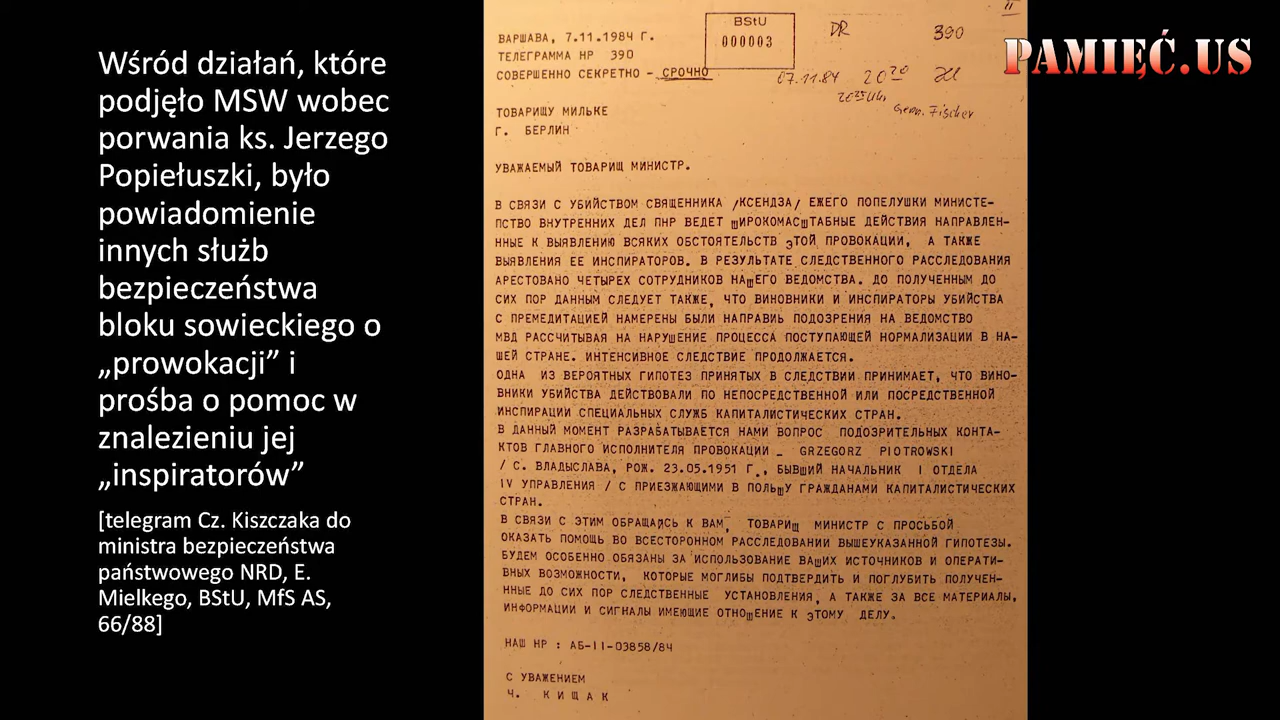 Wśród działań, które
podjęło MSW wobec
porwania ks. Jerzego
Popiełuszki, było
powiadomienie
innych służb
bezpieczeństwa
bloku sowieckiego o
„prowokacji” i
prośba o pomoc w
znalezieniu jej
„inspiratorów”
[telegram Cz. Kiszczaka do
ministra bezpieczeństwa
państwowego NRD, E.
Mielkego, BStU, MfS AS,
66/88]
PAMIĘĆ.US
II
BStU
000003
DR 390
ВАРШАВА, 7.11.1984 Г.
ТЕЛЕГРАММА НР 390
СОВЕРШЕННО СЕКРЕТНО - СРОЧНО
07.11.84 20 20
20 25 Uhr
Gen. Fischer
ТОВАРИЩУ МИЛЬКЕ
Г. БЕРЛИН
УВАЖАЕМЫЙ ТОВАРИЩ МИНИСТР.
В СВЯЗИ С УБИЙСТВОМ СВЯЩЕННИКА /КСЕНДЗА/ ЕЖЕГО ПОПЕЛУШКИ МИНИСТЕ-
ПСТВО ВНУТРЕННИХ ДЕЛ ПНР ВЕДЕТ ШИРОКОМАСШТАБНЫЕ ДЕЙСТВИЯ НАПРАВЛЕН-
ННЫЕ К ВЫЯВЛЕНИЮ ВСЯКИХ ОБСТОЯТЕЛЬСТВ ЭТОЙ ПРОВОКАЦИИ, А ТАКЖЕ
ВЫЯВЛЕНИЯ ЕЕ ИНСПИРАТОРОВ. В РЕЗУЛЬТАТЕ СЛЕДСТВЕННОГО РАССЛЕДОВАНИЯ
АРЕСТОВАНО ЧЕТЫРЕХ СОТРУДНИКОВ НАШЕГО ВЕДОМСТВА. ДО ПОЛУЧЕННЫМ ДО
СИХ ПОР ДАННЫМ СЛЕДУЕТ ТАКЖЕ, ЧТО ВИНОВНИКИ И ИНСПИРАТОРЫ УБИЙСТВА
С ПРЕМЕДИТАЦИЕЙ НАМЕРЕНЫ БЫЛИ НАПРАВИЬ ПОДОЗРЕНИЯ НА ВЕДОМСТВО
МВД РАССЧИТЫВАЯ НА НАРУШЕНИЕ ПРОЦЕССА ПОСТУПАЮЩЕЙ НОРМАЛИЗАЦИИ В НА-
ШЕЙ СТРАНЕ. ИНТЕНСИВНОЕ СЛЕДСТВИЕ ПРОДОЛЖАЕТСЯ.
ОДНА ИЗ ВЕРОЯТНЫХ ГИПОТЕЗ ПРИНЯТЫХ В СЛЕДСТВИИ ПРИНИМАЕТ, ЧТО ВИНО-
ВНИКИ УБИЙСТВА ДЕЙСТВОВАЛИ ПО НЕПОСРЕДСТВЕННОЙ ИЛИ ПОСРЕДСТВЕННОЙ
ИНСПИРАЦИИ СПЕЦИАЛЬНЫХ СЛУЖБ КАПИТАЛИСТИЧЕСКИХ СТРАН.
В ДАННЫЙ МОМЕНТ РАЗРАБАТЫВАЕТСЯ НАМИ ВОПРОС ПОДОЗРИТЕЛЬНЫХ КОНТА-
КТОВ ГЛАВНОГО ИСПОЛНИТЕЛЯ ПРОВОКАЦИИ - GRZEGORZ PIOTROWSKI
/ С. ВЛАДЫСЛАВА, РОЖ. 23.05.1951 Г., БЫВШИЙ НАЧАЛЬНИК I ОТДЕЛА
IV УПРАВЛЕНИЯ / С ПРИЕЗЖАЮЩИМИ В ПОЛЬШУ ГРАЖДАНАМИ КАПИТАЛИСТИЧЕСКИХ
СТРАН.
В СВЯЗИ С ЭТИМ ОБРАЩАЯСЬ К ВАМ, ТОВАРИЩ МИНИСТР С ПРОСЬБОЙ
ОКАЗАТЬ ПОМОЩЬ ВО ВСЕСТОРОННОМ РАССЛЕДОВАНИИ ВЫШЕУКАЗАННОЙ ГИПОТЕЗЫ.
БУДЕМ ОСОБЕННО ОБЯЗАНЫ ЗА ИСПОЛЬЗОВАНИЕ ВАШИХ ИСТОЧНИКОВ И ОПЕРАТИ-
ВНЫХ ВОЗМОЖНОСТИ, КОТОРЫЕ МОГЛИБЫ ПОДТВЕРДИТЬ И ПОГЛУБИТЬ ПОЛУЧЕН-
ННЫЕ ДО СИХ ПОР СЛЕДСТВЕННЫЕ УСТАНОВЛЕНИЯ, А ТАКЖЕ ЗА ВСЕ МАТЕРИАЛЫ,
ИНФОРМАЦИИ И СИГНАЛЫ ИМЕЮЩИЕ ОТНОШЕНИЕ К ЭТОМУ ДЕЛУ.
НАШ НР : АБ-II-03858/84
С УВАЖЕНИЕМ
Ч. КИЩАК